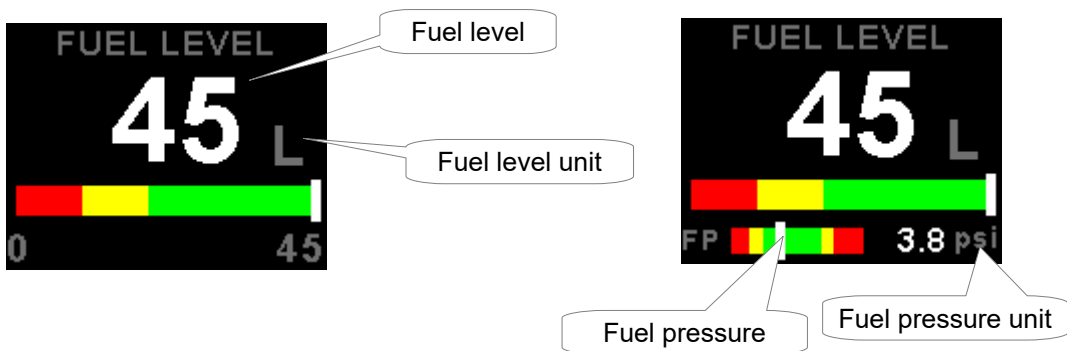 FUEL LEVEL
45 L
0 45
Fuel level
Fuel level unit
FUEL LEVEL
45 L
FP 3.8 psi
Fuel pressure
Fuel pressure unit